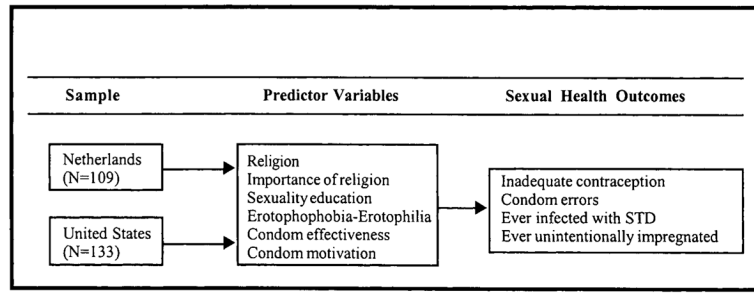 Sample Predictor Variables Sexual Health Outcomes
Netherlands
(N=109)
United States
(N=133)
Religion
Importance of religion
Sexuality education
Erotophophobia-Erotophilia
Condom effectiveness
Condom motivation
Inadequate contraception
Condom errors
Ever infected with STD
Ever unintentionally impregnated